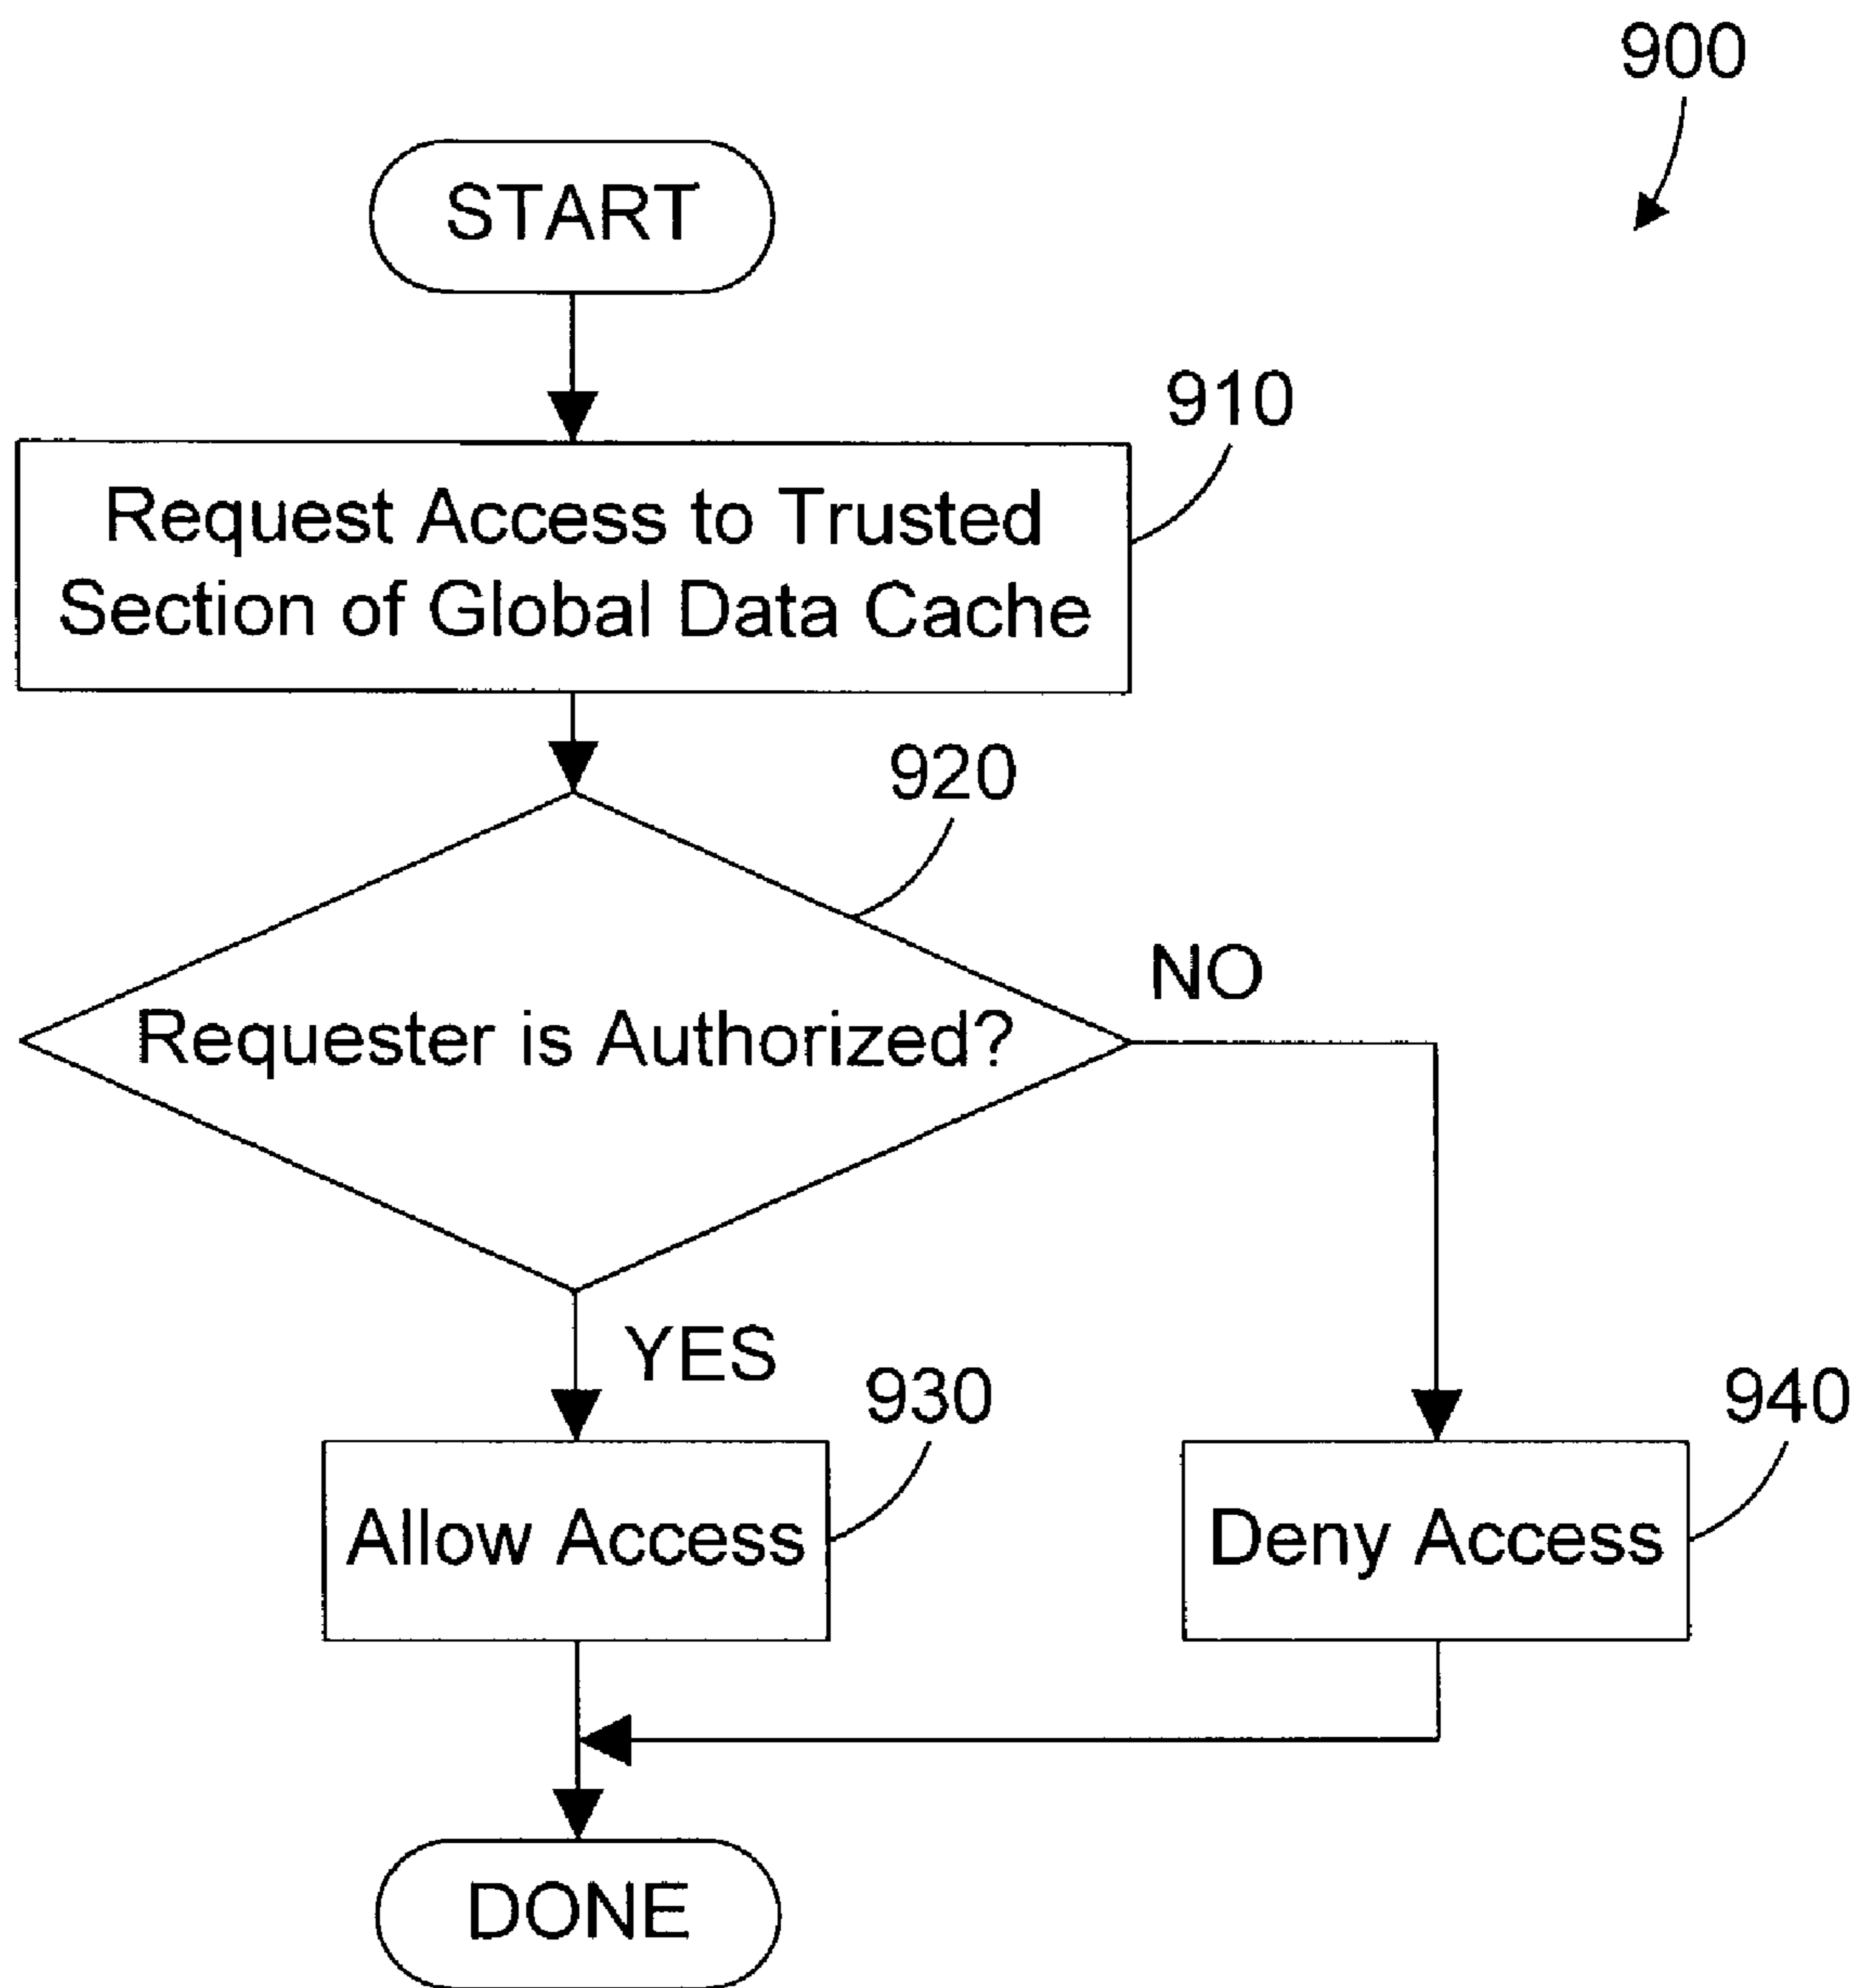 900
START
910
Request Access to Trusted
Section of Global Data Cache
920
NO
Requester is Authorized?
YES
930
940
Allow Access
Deny Access
DONE